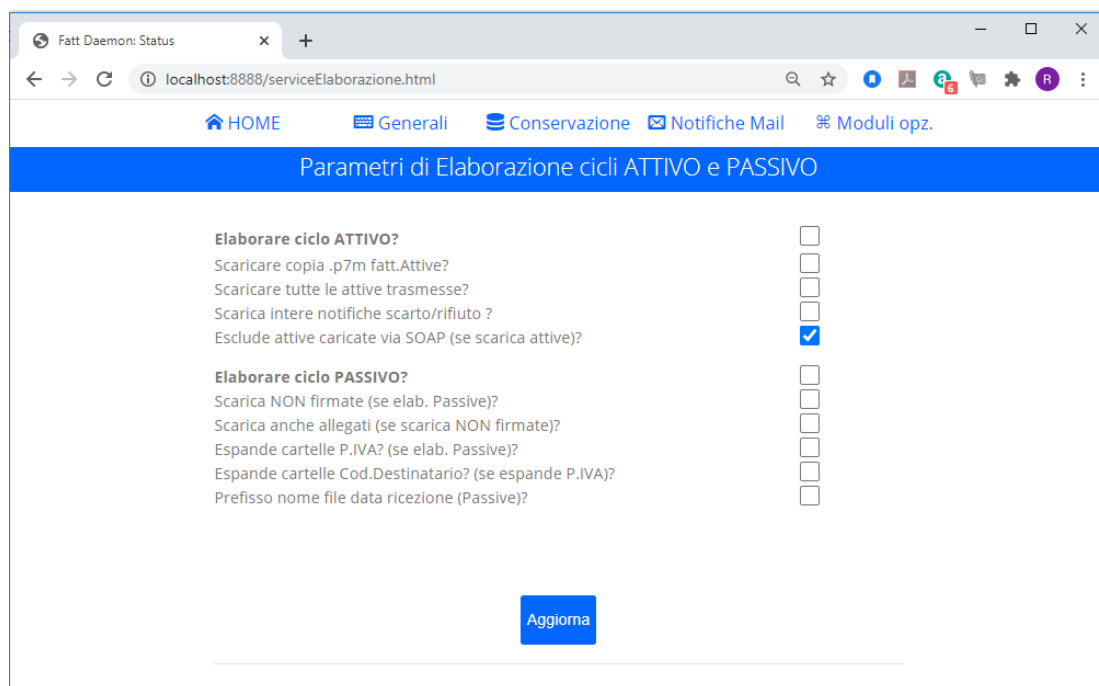 Fatt Daemon: Status
localhost:8888/serviceElaborazione.html
6
R
HOME Generali Conservazione Notifiche Mail Moduli opz.
Parametri di Elaborazione cicli ATTIVO e PASSIVO
Elaborare ciclo ATTIVO?
Scaricare copia .p7m fatt.Attive?
Scaricare tutte le attive trasmesse?
Scarica intere notifiche scarto/rifiuto ?
Esclude attive caricate via SOAP (se scarica attive)?
Elaborare ciclo PASSIVO?
Scarica NON firmate (se elab. Passive)?
Scarica anche allegati (se scarica NON firmate)?
Espande cartelle P.IVA? (se elab. Passive)?
Espande cartelle Cod.Destinatario? (se espande P.IVA)?
Prefisso nome file data ricezione (Passive)?
Aggiorna